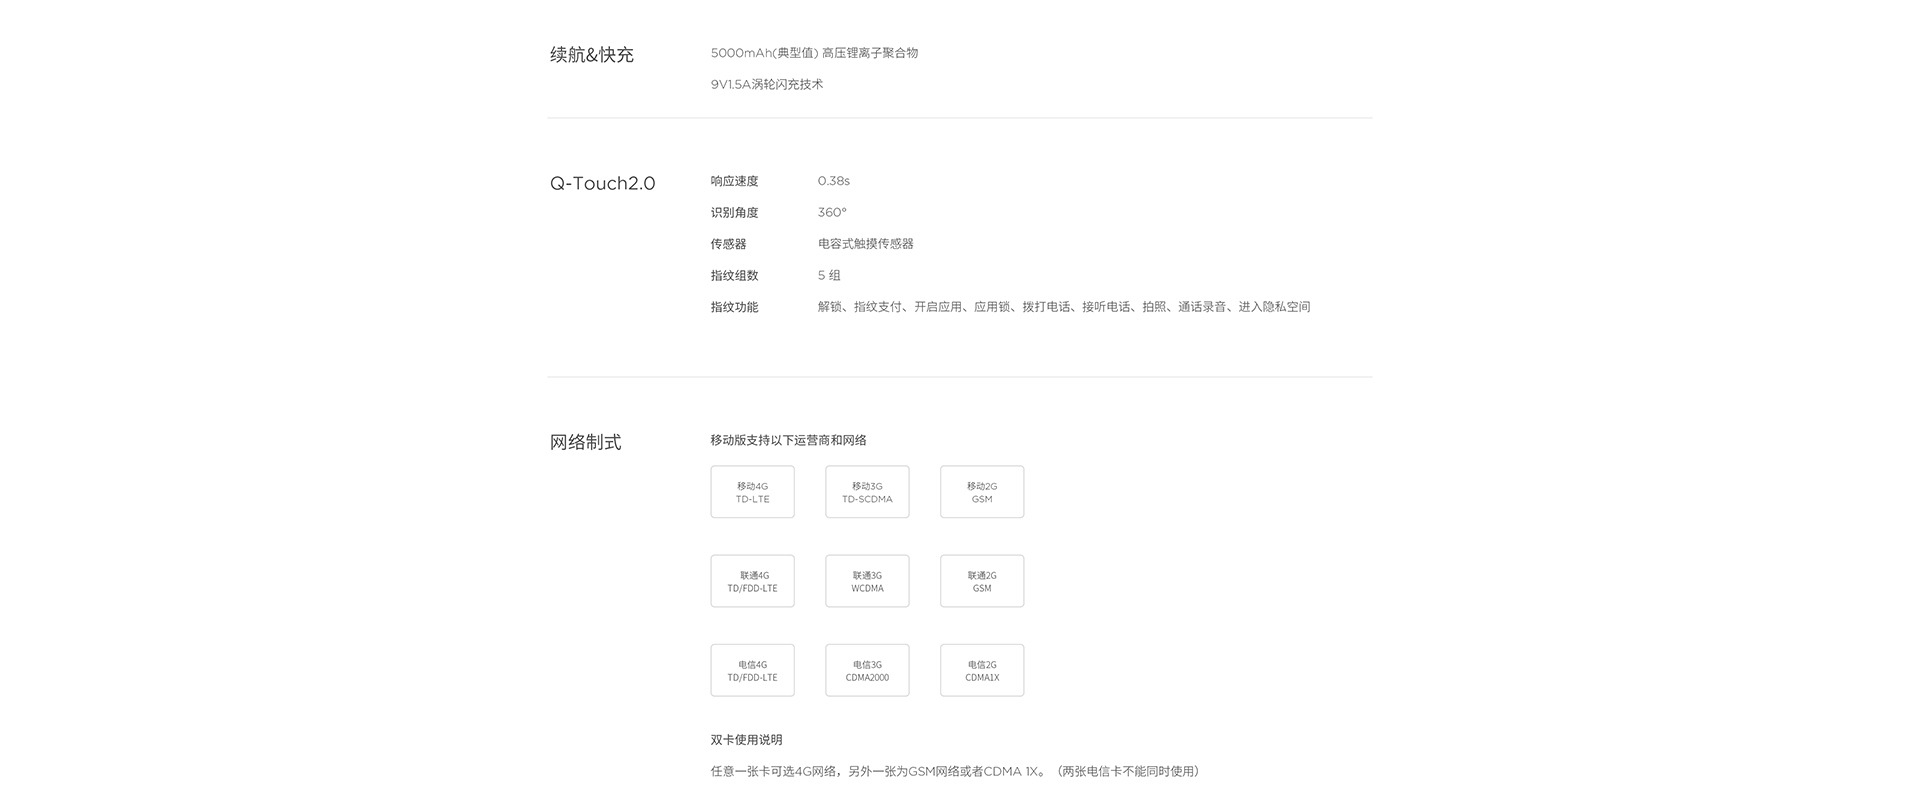 续航&快充
5000mAh(典型值) 高压锂离子聚合物
9V1.5A涡轮闪充技术
Q-Touch2.0
响应速度 0.38s
识别角度 360°
传感器 电容式触摸传感器
指纹组数 5 组
指纹功能 解锁、指纹支付、开启应用、应用锁、拨打电话、接听电话、拍照、通话录音、进入隐私空间
网络制式
移动版支持以下运营商和网络
移动4G
TD-LTE
移动3G
TD-SCDMA
移动2G
GSM
联通4G
TD/FDD-LTE
联通3G
WCDMA
联通2G
GSM
电信4G
TD/FDD-LTE
电信3G
CDMA2000
电信2G
CDMA1X
双卡使用说明
任意一张卡可选4G网络，另外一张为GSM网络或者CDMA 1X。（两张电信卡不能同时使用）